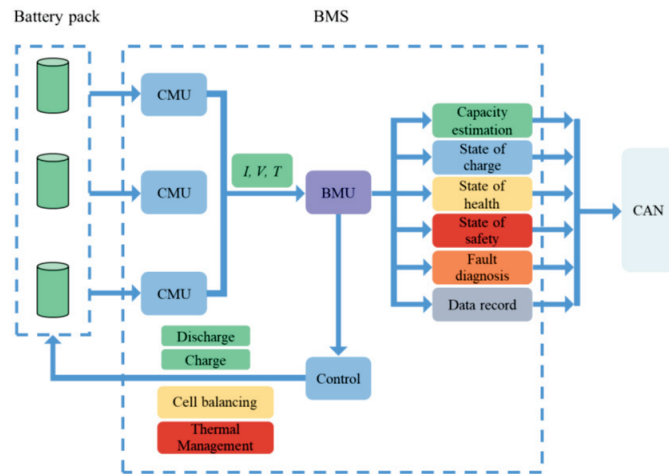 Battery pack
BMS
CMU
CMU
CMU
I, V, T
BMU
Capacity
estimation
State of
charge
State of
health
State of
safety
Fault
diagnosis
Data record
CAN
Discharge
Charge
Control
Cell balancing
Thermal
Management